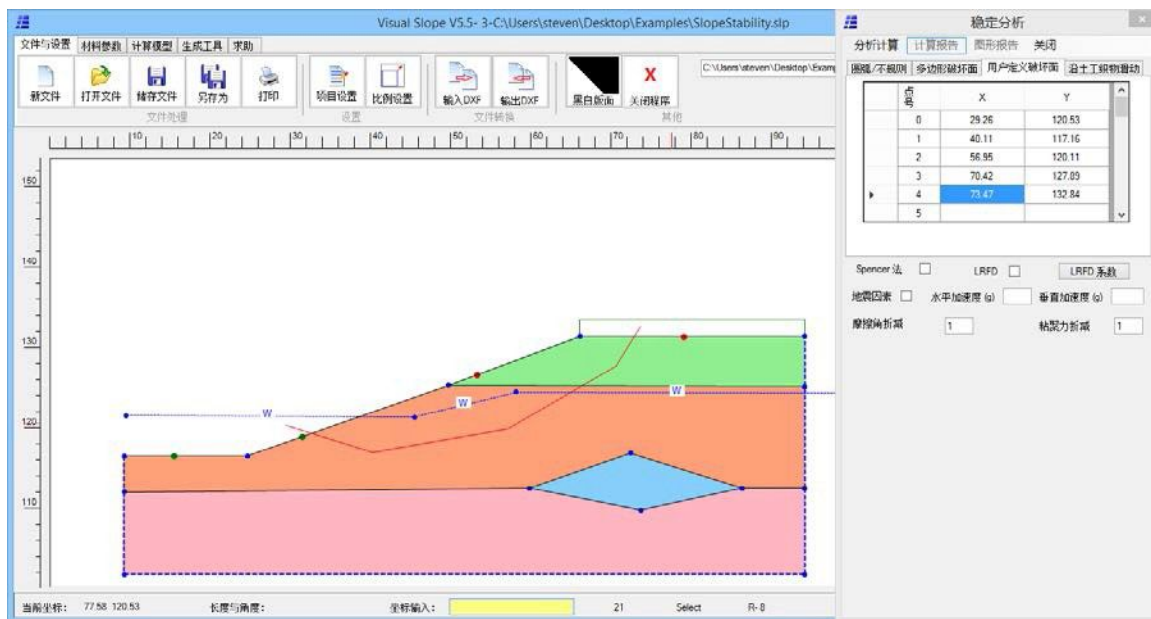 Visual Slope V5.5- 3-C:\Users\steven\Desktop\Examples\SlopeStability.slp
文件与设置 材料参数 计算模型 生成工具 求助
新文件 打开文件 储存文件 另存为 打印 项目设置 比例设置 输入DXF 输出DXF 黑白版面 X 关闭程序 C:\Users\steven\Desktop\Examp
文件处理 设置 文件转换 其他
10 20 30 40 50 60 70 80 90
150
140
130
120
110
W W W
当前坐标: 77.58 120.53 长度与角度: 坐标输入: 21 Select R-8
稳定分析
分析计算 计算报告 图形报告 关闭
圆弧/不规则 多边形破坏面 用户定义破坏面 沿土工织物滑动
点号 X Y
0 29.26 120.53
1 40.11 117.16
2 56.95 120.11
3 70.42 127.89
4 73.47 132.84
5
Spencer 法 LRFD LRFD 系数
地震因素 水平加速度 (g) 垂直加速度 (g)
摩擦角折减 1 粘聚力折减 1